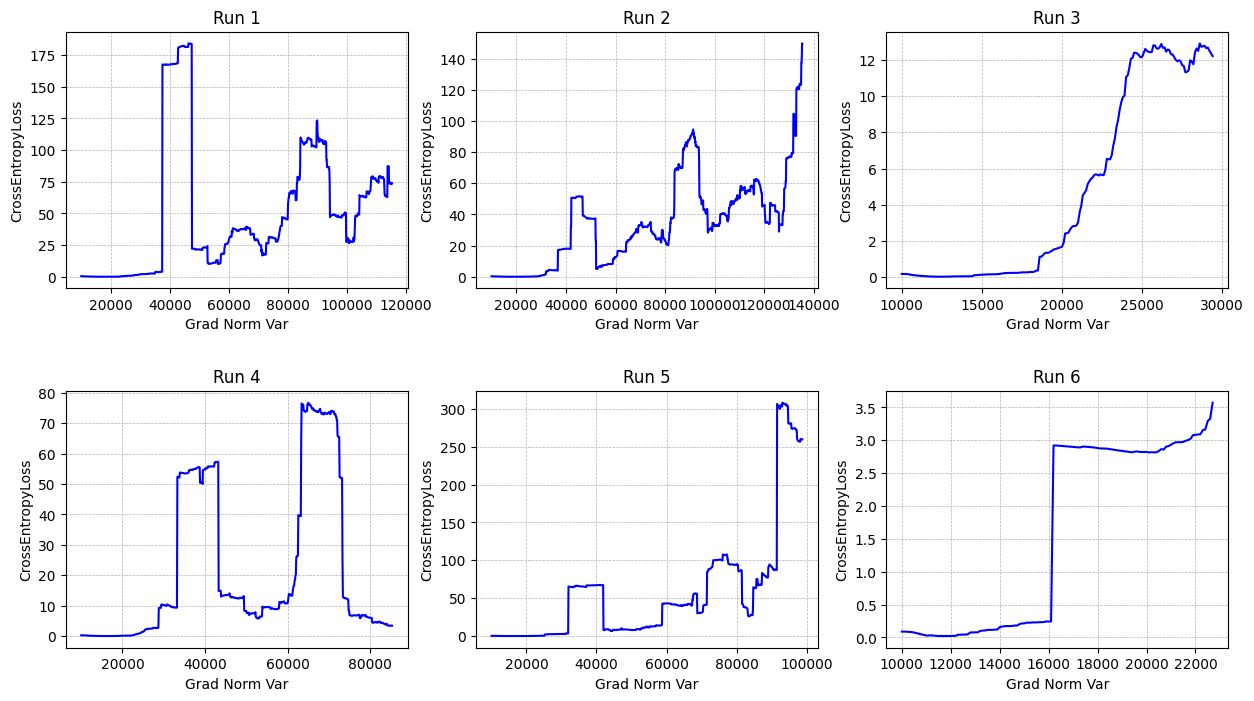 Run 1
CrossEntropyLoss
175
150
125
100
75
50
25
0
20000 40000 60000 80000 100000 120000
Grad Norm Var
Run 2
CrossEntropyLoss
140
120
100
80
60
40
20
0
20000 40000 60000 80000 100000 120000 140000
Grad Norm Var
Run 3
CrossEntropyLoss
12
10
8
6
4
2
0
10000 15000 20000 25000 30000
Grad Norm Var
Run 4
CrossEntropyLoss
80
70
60
50
40
30
20
10
0
20000 40000 60000 80000
Grad Norm Var
Run 5
CrossEntropyLoss
300
250
200
150
100
50
0
20000 40000 60000 80000 100000
Grad Norm Var
Run 6
CrossEntropyLoss
3.5
3.0
2.5
2.0
1.5
1.0
0.5
0.0
10000 12000 14000 16000 18000 20000 22000
Grad Norm Var